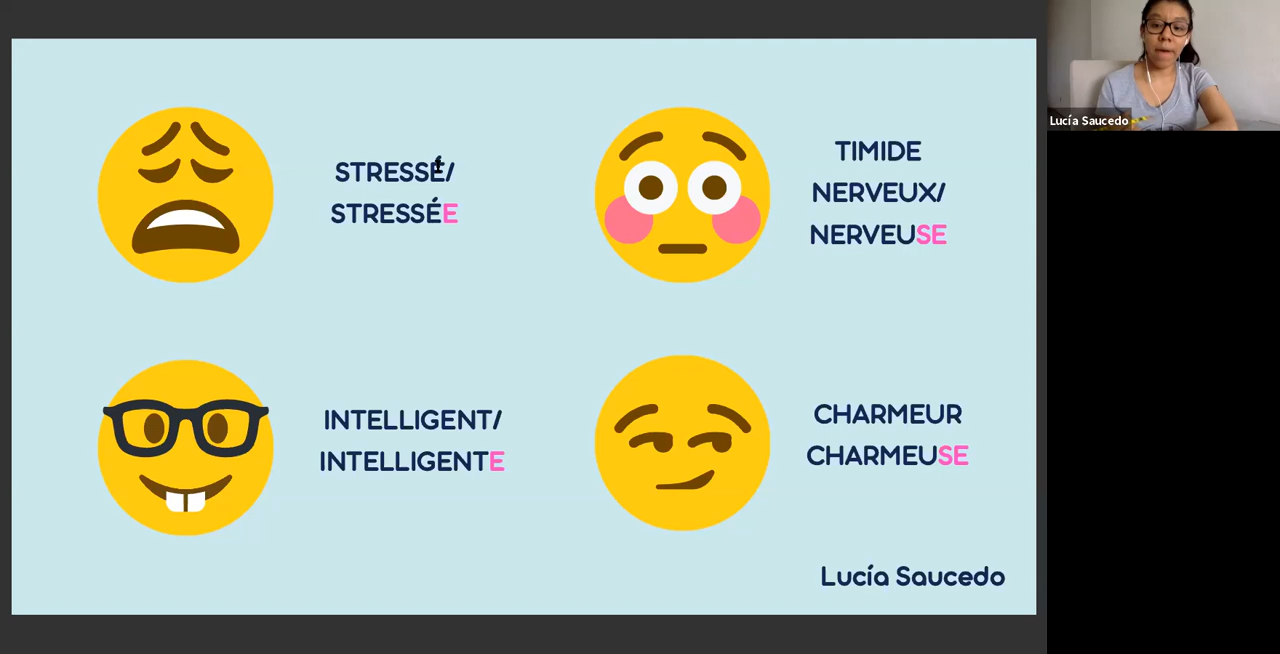 STRESSÉ/
STRESSÉE
TIMIDE
NERVEUX/
NERVEUSE
INTELLIGENT/
INTELLIGENTE
CHARMEUR
CHARMEUSE
Lucía Saucedo
Lucía Saucedo